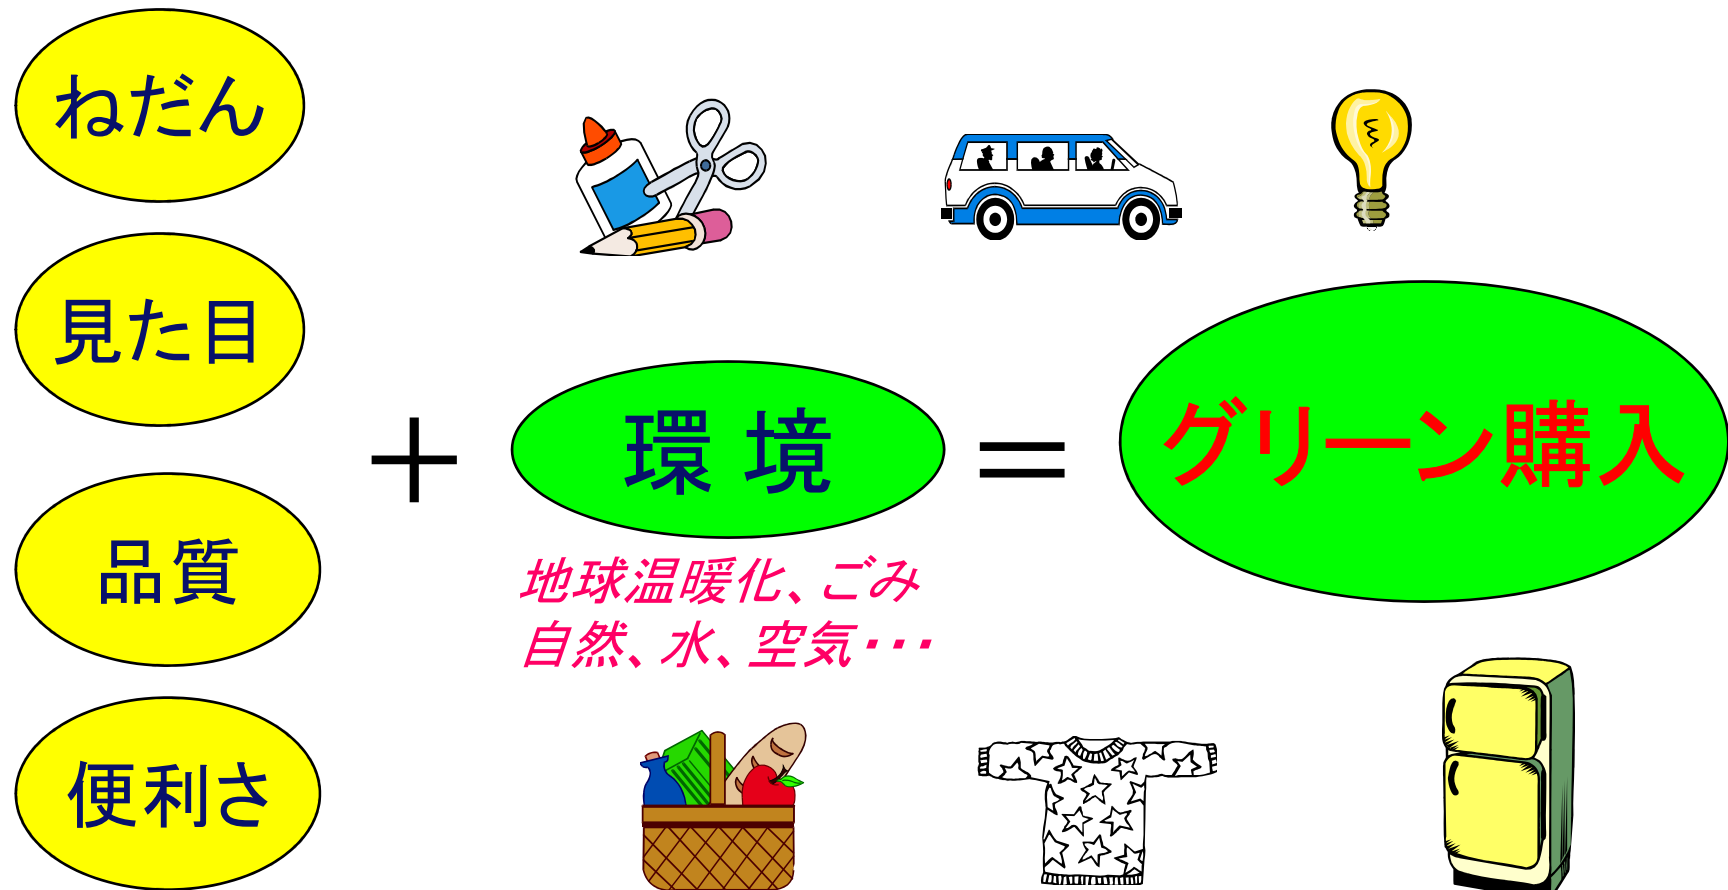 ねだん
見た目
品質
便利さ
＋
環 境
地球温暖化、ごみ
自然、水、空気・・・
＝
グリーン購入